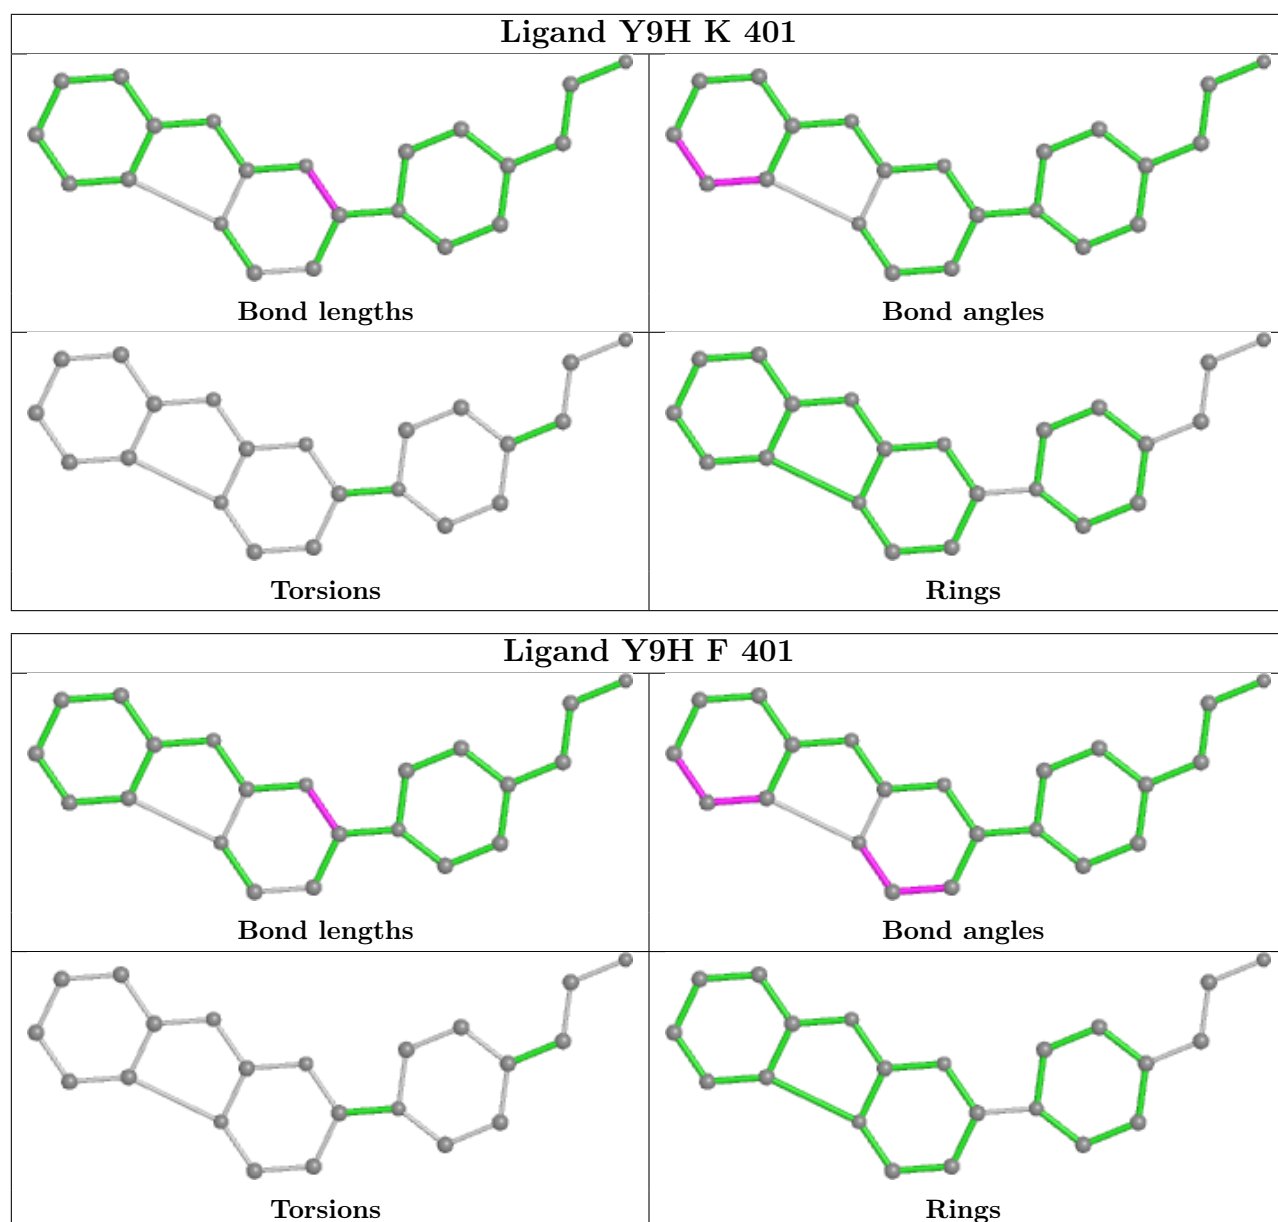 Ligand Y9H K 401
Bond lengths
Bond angles
Torsions
Rings
Ligand Y9H F 401
Bond lengths
Bond angles
Torsions
Rings